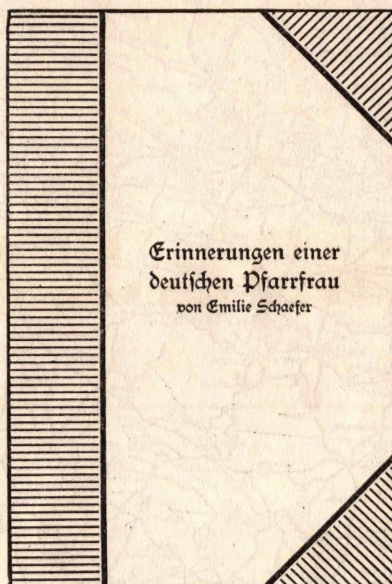 Erinnerungen einer
deutſchen Pfarrfrau
von Emilie Schaefer